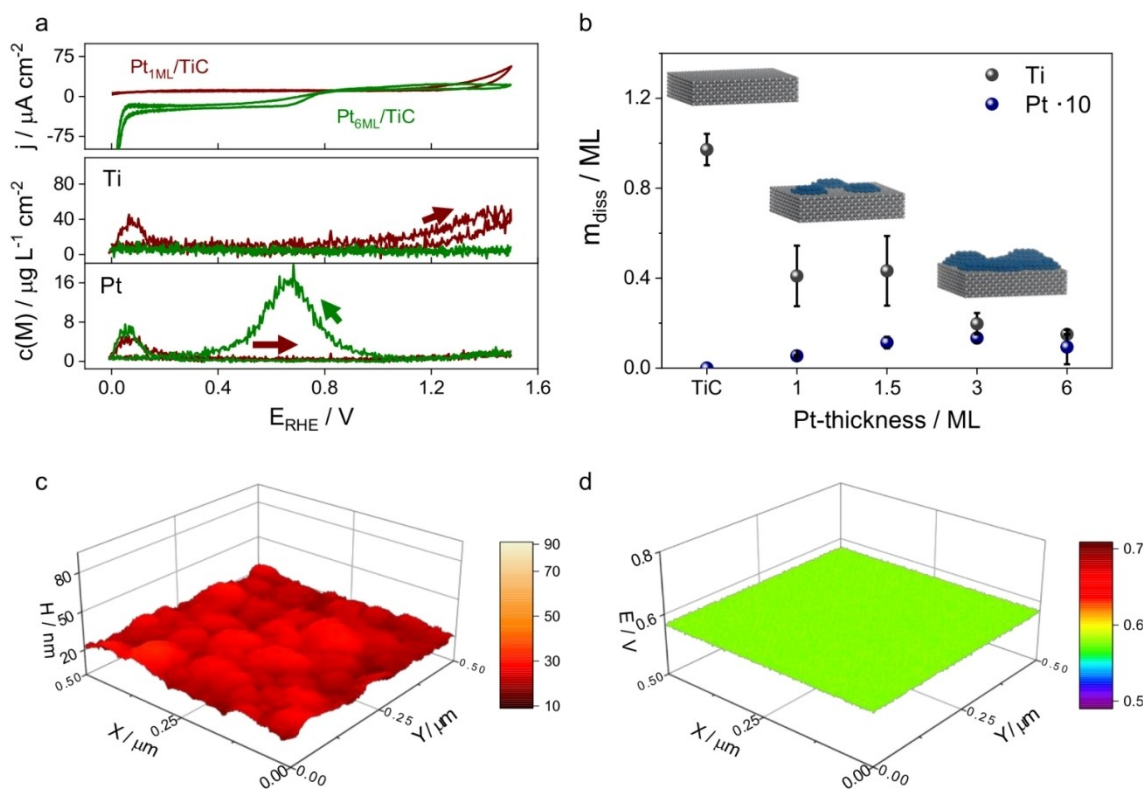 a
j / µA cm-2
75
0
-75
Pt1ML/TiC
Pt6ML/TiC
c(M) / µg L-1 cm-2
Ti
80
40
0
Pt
16
8
0
0.0 0.4 0.8 1.2 1.6
ERHE / V
b
Ti
Pt ·10
mdiss / ML
1.2
0.8
0.4
0.0
TiC 1 1.5 3 6
Pt-thickness / ML
c
H / nm
80
50
20
0.50
0.25
0.00
X / µm
0.50
0.25
0.00
Y/ µm
90
70
50
30
10
d
E / V
0.8
0.6
0.50
0.25
0.00
X / µm
0.50
0.25
0.00
Y / µm
0.7
0.6
0.5